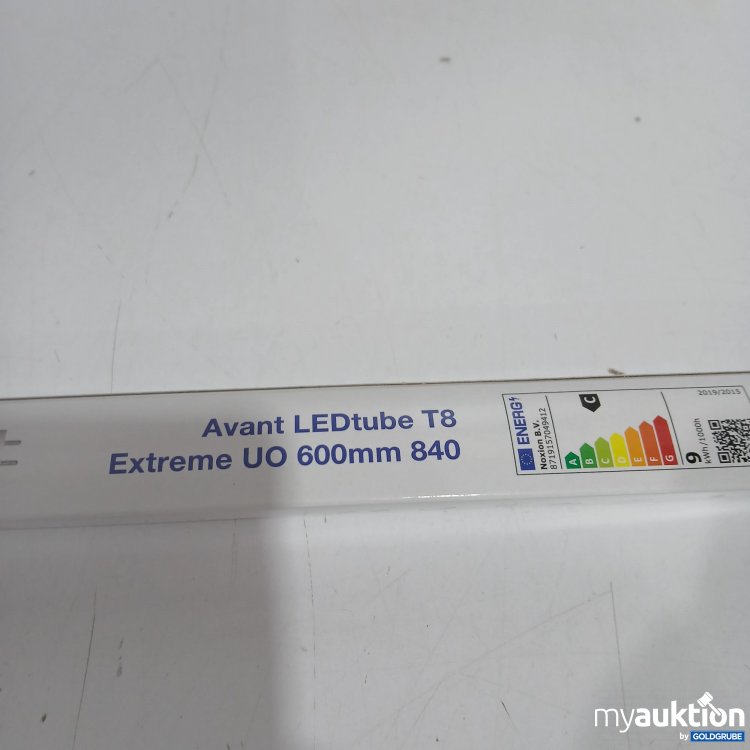 Avant LEDtube T8
Extreme UO 600mm 840
ENERG
Noxion B.V.
8719157049412
A
B
C
D
E
F
G
C
9
kWh/1000h
2019/2015
myauktion
by GOLDGRUBE